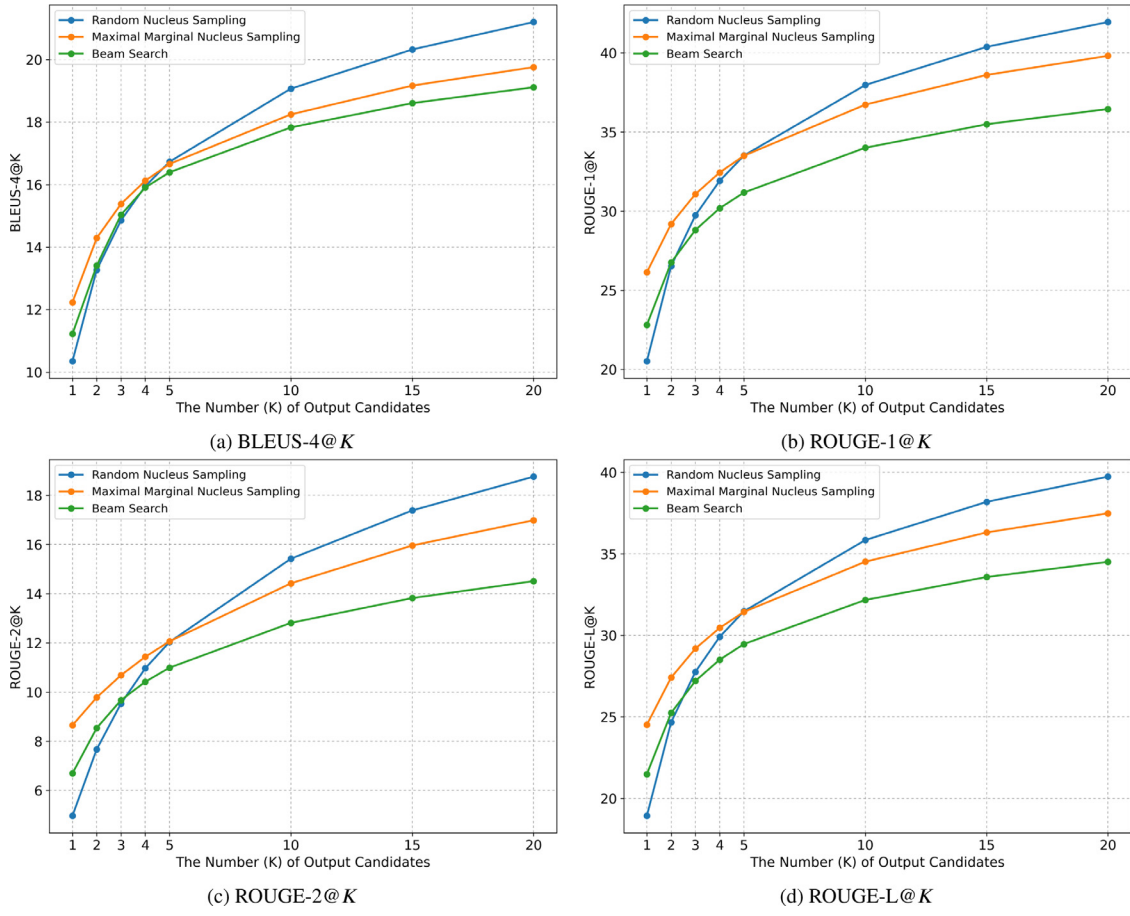 Random Nucleus Sampling
Maximal Marginal Nucleus Sampling
Beam Search
BLEUS-4@K
20
18
16
14
12
10
1 2 3 4 5 10 15 20
The Number (K) of Output Candidates
(a) BLEUS-4@K
Random Nucleus Sampling
Maximal Marginal Nucleus Sampling
Beam Search
ROUGE-1@K
40
35
30
25
20
1 2 3 4 5 10 15 20
The Number (K) of Output Candidates
(b) ROUGE-1@K
Random Nucleus Sampling
Maximal Marginal Nucleus Sampling
Beam Search
ROUGE-2@K
18
16
14
12
10
8
6
1 2 3 4 5 10 15 20
The Number (K) of Output Candidates
(c) ROUGE-2@K
Random Nucleus Sampling
Maximal Marginal Nucleus Sampling
Beam Search
ROUGE-L@K
40
35
30
25
20
1 2 3 4 5 10 15 20
The Number (K) of Output Candidates
(d) ROUGE-L@K